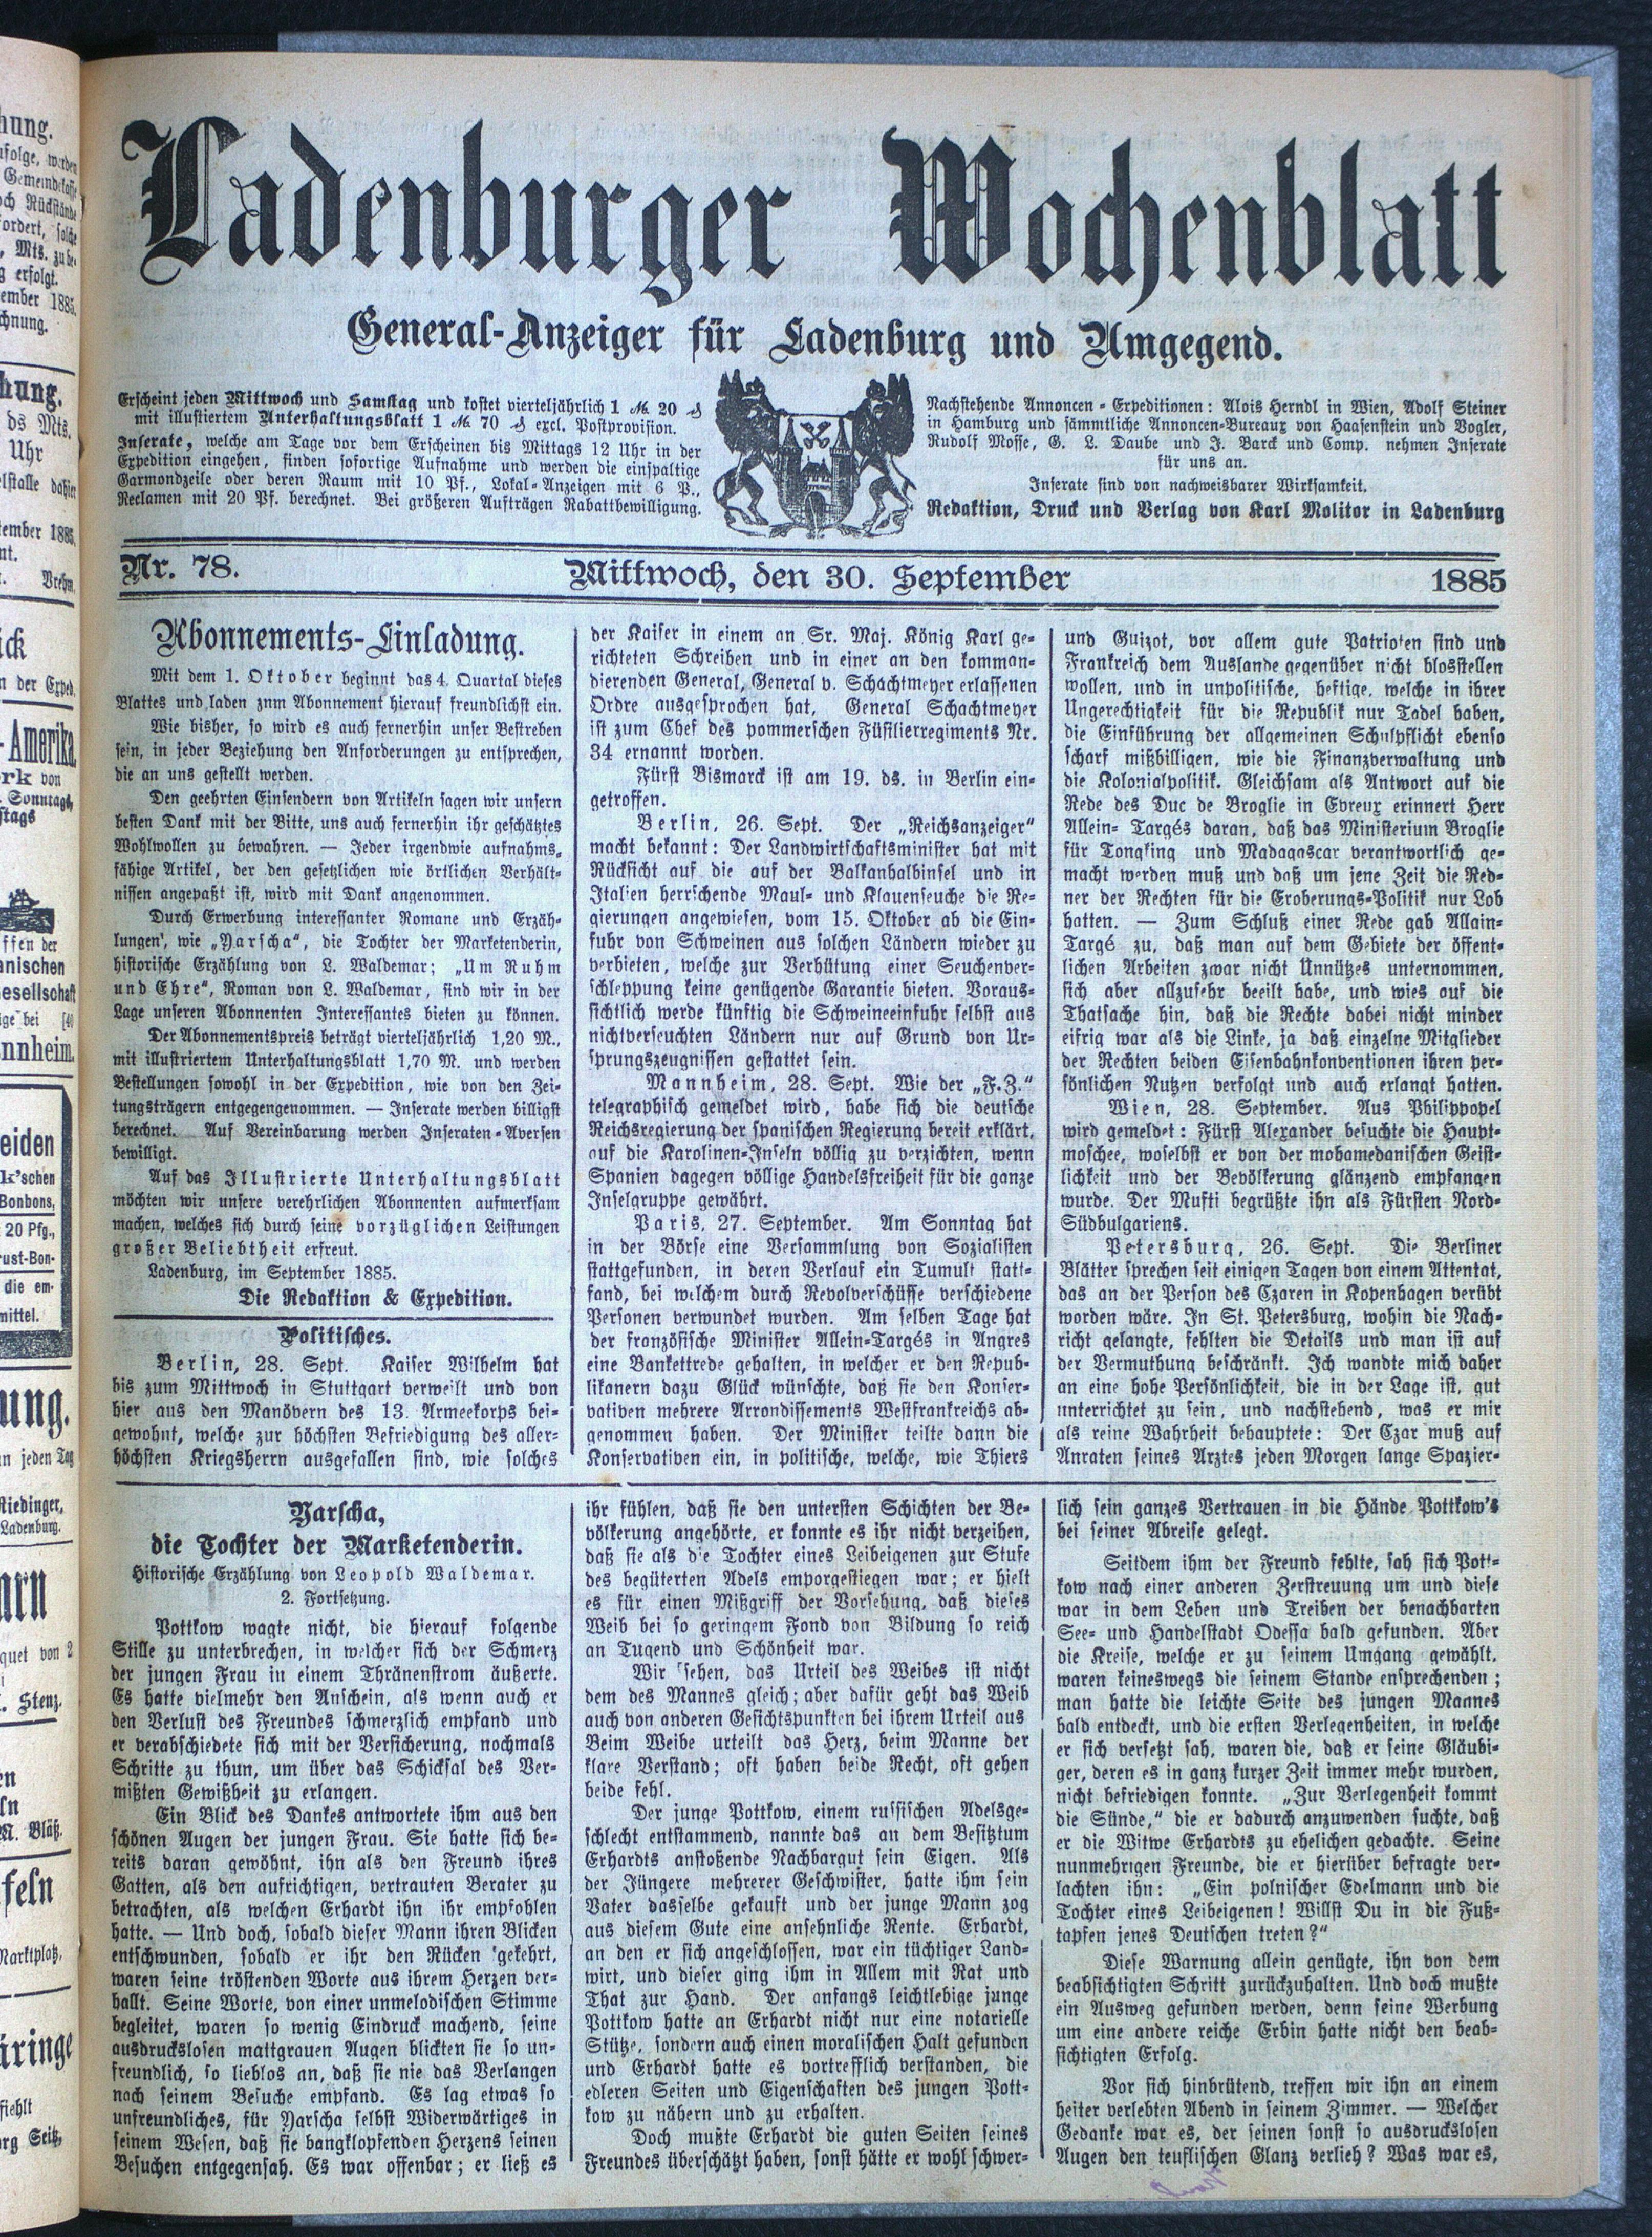 Ladenburger Wochenblatt
General-Anzeiger für Ladenburg und Umgegend.
Erscheint jeden Mittwoch und Samstag und kostet vierteljährlich 1 M. 20 ₰
mit illustiertem Unterhaltungsblatt 1 M. 70 ₰ excl. Postprovision.
Inserate, welche am Tage vor dem Erscheinen bis Mittags 12 Uhr in der
Expedition eingehen, finden sofortige Aufnahme und werden die einspaltige
Garmondzeile oder deren Raum mit 10 Pf., Lokal-Anzeigen mit 6 P.,
Reclamen mit 20 Pf. berechnet. Bei größeren Aufträgen Rabattbewilligung.
Nachstehende Annoncen-Expeditionen: Alois Herndl in Wien, Adolf Steiner
in Hamburg und sämmtliche Annoncen-Bureaux von Haasenstein und Vogler,
Rudolf Mosse, G. L. Daube und J. Barck und Comp. nehmen Inserate
für uns an.
Inserate sind von nachweisbarer Wirksamkeit.
Redaktion, Druck und Verlag von Karl Molitor in Ladenburg
Nr. 78. Mittwoch, den 30. September 1885
Abonnements-Einladung.
Mit dem 1. Oktober beginnt das 4. Quartal dieses
Blattes und laden znm Abonnement hierauf freundlichst ein.
Wie bisher, so wird es auch fernerhin unser Bestreben
sein, in jeder Beziehung den Anforderungen zu entsprechen,
die an uns gestellt werden.
Den geehrten Einsendern von Artikeln sagen wir unsern
besten Dank mit der Bitte, uns auch fernerhin ihr geschätztes
Wohlwollen zu bewahren. — Jeder irgendwie aufnahms-
fähige Artikel, der den gesetzlichen wie örtlichen Verhält-
nissen angepaßt ist, wird mit Dank angenommen.
Durch Erwerbung interessanter Romane und Erzäh-
lungen, wie „Yarscha“, die Tochter der Marketenderin,
historische Erzählung von L. Waldemar; „Um Ruhm
und Ehre“, Roman von L. Waldemar, sind wir in der
Lage unseren Abonnenten Interessantes bieten zu können.
Der Abonnementspreis beträgt vierteljährlich 1,20 M.,
mit illustriertem Unterhaltungsblatt 1,70 M. und werden
Bestellungen sowohl in der Expedition, wie von den Zei-
tungsträgern entgegengenommen. — Inserate werden billigst
berechnet. Auf Vereinbarung werden Inseraten-Aversen
bewilligt.
Auf das Illustrierte Unterhaltungsblatt
möchten wir unsere verehrlichen Abonnenten aufmerksam
machen, welches sich durch seine vorzüglichen Leistungen
großer Beliebtheit erfreut.
Ladenburg, im September 1885.
Die Redaktion & Expedition.
Politisches.
Berlin, 28. Sept. Kaiser Wilhelm hat
bis zum Mittwoch in Stuttgart verweilt und von
hier aus den Manövern des 13. Armeekorps bei-
gewohnt, welche zur höchsten Befriedigung des aller-
höchsten Kriegsherrn ausgefallen sind, wie solches
der Kaiser in einem an Sr. Maj. König Karl ge-
richteten Schreiben und in einer an den komman-
dierenden General, General v. Schachtmeyer erlassenen
Ordre ausgesprochen hat, General Schachtmeyer
ist zum Chef des pommerschen Füsilierregiments Nr.
34 ernannt worden.
Fürst Bismarck ist am 19. ds. in Berlin ein-
getroffen.
Berlin, 26. Sept. Der „Reichsanzeiger“
macht bekannt: Der Landwirtschaftsminister hat mit
Rücksicht auf die auf der Balkanhalbinsel und in
Italien herrschende Maul- und Klauenseuche die Re-
gierungen angewiesen, vom 15. Oktober ab die Ein-
fuhr von Schweinen aus solchen Ländern wieder zu
verbieten, welche zur Verhütung einer Seuchenver-
schleppung keine genügende Garantie bieten. Voraus-
sichtlich werde künftig die Schweineeinfuhr selbst aus
nichtverseuchten Ländern nur auf Grund von Ur-
sprungszeugnissen gestattet sein.
Mannheim, 28. Sept. Wie der „F.Z.“
telegraphisch gemeldet wird, habe sich die deutsche
Reichsregierung der spanischen Regierung bereit erklärt,
auf die Karolinen-Inseln völlig zu verzichten, wenn
Spanien dagegen völlige Handelsfreiheit für die ganze
Inselgruppe gewährt.
Paris, 27. September. Am Sonntag hat
in der Börse eine Versammlung von Sozialisten
stattgefunden, in deren Verlauf ein Tumult statt-
fand, bei welchem durch Revolverschüsse verschiedene
Personen verwundet wurden. Am selben Tage hat
der französische Minister Allein-Targés in Angres
eine Bankettrede gehalten, in welcher er den Repub-
likanern dazu Glück wünschte, daß sie den Konser-
vativen mehrere Arrondissements Westfrankreichs ab-
genommen haben. Der Minister teilte dann die
Konservativen ein, in politische, welche, wie Thiers
und Guizot, vor allem gute Patrioten sind und
Frankreich dem Auslande gegenüber nicht blosstellen
wollen, und in unpolitische, heftige, welche in ihrer
Ungerechtigkeit für die Republik nur Tadel haben,
die Einführung der allgemeinen Schulpflicht ebenso
scharf mißbilligen, wie die Finanzverwaltung und
die Kolonialpolitik. Gleichsam als Antwort auf die
Rede des Duc de Broglie in Evreux erinnert Herr
Allein-Targés daran, daß das Ministerium Broglie
für Tongking und Madagascar verantwortlich ge-
macht werden muß und daß um jene Zeit die Red-
ner der Rechten für die Eroberungs-Politik nur Lob
hatten. — Zum Schluß einer Rede gab Allain-
Targé zu, daß man auf dem Gebiete der öffent-
lichen Arbeiten zwar nicht Unnützes unternommen,
sich aber allzusehr beeilt habe, und wies auf die
Thatsache hin, daß die Rechte dabei nicht minder
eifrig war als die Linke, ja daß einzelne Mitglieder
der Rechten beiden Eisenbahnkonventionen ihren per-
sönlichen Nutzen verfolgt und auch erlangt hatten.
Wien, 28. September. Aus Philippopel
wird gemeldet: Fürst Alexander besuchte die Haupt-
moschee, woselbst er von der mohamedanischen Geist-
lichkeit und der Bevölkerung glänzend empfangen
wurde. Der Mufti begrüßte ihn als Fürsten Nord-
Südbulgariens.
Petersburg, 26. Sept. Die Berliner
Blätter sprechen seit einigen Tagen von einem Attentat,
das an der Person des Czaren in Kopenhagen verübt
worden wäre. In St. Petersburg, wohin die Nach-
richt gelangte, fehlten die Details und man ist auf
der Vermuthung beschränkt. Ich wandte mich daher
an eine hohe Persönlichkeit, die in der Lage ist, gut
unterrichtet zu sein, und nachstehend, was er mir
als reine Wahrheit behauptete: Der Czar muß auf
Anraten seines Arztes jeden Morgen lange Spazier-
Yarscha,
die Tochter der Marketenderin.
Historische Erzählung von Leopold Waldemar.
2. Fortsetzung.
Pottkow wagte nicht, die hierauf folgende
Stille zu unterbrechen, in welcher sich der Schmerz
der jungen Frau in einem Thränenstrom äußerte.
Es hatte vielmehr den Anschein, als wenn auch er
den Verlust des Freundes schmerzlich empfand und
er verabschiedete sich mit der Versicherung, nochmals
Schritte zu thun, um über das Schicksal des Ver-
mißten Gewißheit zu erlangen.
Ein Blick des Dankes antwortete ihm aus den
schönen Augen der jungen Frau. Sie hatte sich be-
reits daran gewöhnt, ihn als den Freund ihres
Gatten, als den aufrichtigen, vertrauten Berater zu
betrachten, als welchen Erhardt ihn ihr empfohlen
hatte. — Und doch, sobald dieser Mann ihren Blicken
entschwunden, sobald er ihr den Rücken gekehrt,
waren seine tröstenden Worte aus ihrem Herzen ver-
hallt. Seine Worte, von einer unmelodischen Stimme
begleitet, waren so wenig Eindruck machend, seine
ausdruckslosen mattgrauen Augen blickten sie so un-
freundlich, so lieblos an, daß sie nie das Verlangen
nach seinem Besuche empfand. Es lag etwas so
unfreundliches, für Yarscha selbst Widerwärtiges in
seinem Wesen, daß sie bangklopfenden Herzens seinen
Besuchen entgegensah. Es war offenbar; er ließ es
ihr fühlen, daß sie den untersten Schichten der Be-
völkerung angehörte, er konnte es ihr nicht verzeihen,
daß sie als die Tochter eines Leibeigenen zur Stufe
des begüterten Adels emporgestiegen war; er hielt
es für einen Mißgriff der Vorsehung, daß dieses
Weib bei so geringem Fond von Bildung so reich
an Tugend und Schönheit war.
Wir sehen, das Urteil des Weibes ist nicht
dem des Mannes gleich; aber dafür geht das Weib
auch von anderen Gesichtspunkten bei ihrem Urteil aus
Beim Weibe urteilt das Herz, beim Manne der
klare Verstand; oft haben beide Recht, oft gehen
beide fehl.
Der junge Pottkow, einem russischen Adelsge-
schlecht entstammend, nannte das an dem Besitztum
Erhardts anstoßende Nachbargut sein Eigen. Als
der Jüngere mehrerer Geschwister, hatte ihm sein
Vater dasselbe gekauft und der junge Mann zog
aus diesem Gute eine ansehnliche Rente. Erhardt,
an den er sich angeschlossen, war ein tüchtiger Land-
wirt, und dieser ging ihm in Allem mit Rat und
That zur Hand. Der anfangs leichtlebige junge
Pottkow hatte an Erhardt nicht nur eine notarielle
Stütze, sondern auch einen moralischen Halt gefunden
und Erhardt hatte es vortrefflich verstanden, die
edleren Seiten und Eigenschaften des jungen Pott-
kow zu nähern und zu erhalten.
Doch mußte Erhardt die guten Seiten seines
Freundes überschätzt haben, sonst hätte er wohl schwer-
lich sein ganzes Vertrauen in die Hände Pottkow's
bei seiner Abreise gelegt.
Seitdem ihm der Freund fehlte, sah sich Pott-
kow nach einer anderen Zerstreuung um und diese
war in dem Leben und Treiben der benachbarten
See- und Handelstadt Odessa bald gefunden. Aber
die Kreise, welche er zu seinem Umgang gewählt,
waren keineswegs die seinem Stande ensprechenden;
man hatte die leichte Seite des jungen Mannes
bald entdeckt, und die ersten Verlegenheiten, in welche
er sich versetzt sah, waren die, daß er seine Gläubi-
ger, deren es in ganz kurzer Zeit immer mehr wurden,
nicht befriedigen konnte. „Zur Verlegenheit kommt
die Sünde,“ die er dadurch anzuwenden suchte, daß
er die Witwe Erhardts zu ehelichen gedachte. Seine
nunmehrigen Freunde, die er hierüber befragte ver-
lachten ihn: „Ein polnischer Edelmann und die
Tochter eines Leibeigenen! Willst Du in die Fuß-
tapfen jenes Deutschen treten?“
Diese Warnung allein genügte, ihn von dem
beabsichtigten Schritt zurückzuhalten. Und doch mußte
ein Ausweg gefunden werden, denn seine Werbung
um eine andere reiche Erbin hatte nicht den beab-
sichtigten Erfolg.
Vor sich hinbrütend, treffen wir ihn an einem
heiter verlebten Abend in seinem Zimmer. — Welcher
Gedanke war es, der seinen sonst so ausdruckslosen
Augen den teuflischen Glanz verlieh? Was war es,